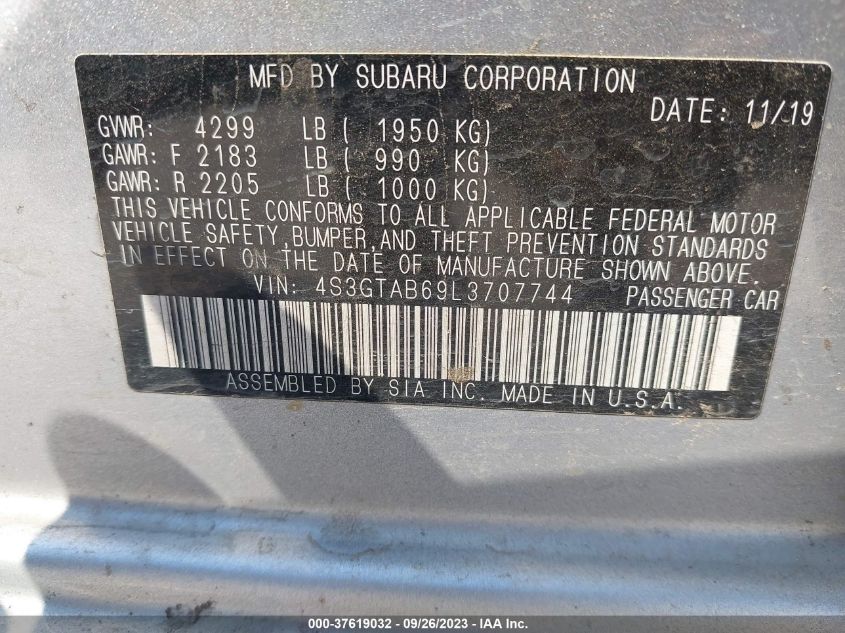 MFD BY SUBARU CORPORATION
DATE: 11/19
GVWR: 4299 LB ( 1950 KG)
GAWR: F 2183 LB ( 990 KG)
GAWR: R 2205 LB ( 1000 KG)
THIS VEHICLE CONFORMS TO ALL APPLICABLE FEDERAL MOTOR
VEHICLE SAFETY,BUMPER,AND THEFT PREVENTION STANDARDS
IN EFFECT ON THE DATE OF MANUFACTURE SHOWN ABOVE.
VIN: 4S3GTAB69L3707744 PASSENGER CAR
ASSEMBLED BY SIA INC. MADE IN U.S.A.
000-37619032 - 09/26/2023 - IAA Inc.